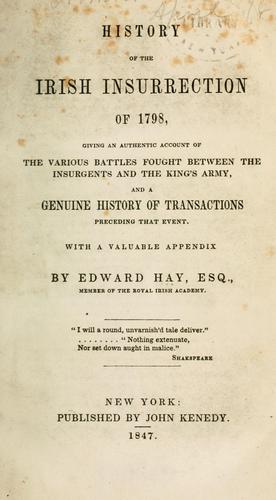 HISTORY
OF THE
IRISH INSURRECTION
OF 1798,
GIVING AN AUTHENTIC ACCOUNT OF
THE VARIOUS BATTLES FOUGHT BETWEEN THE
INSURGENTS AND THE KING'S ARMY,
AND A
GENUINE HISTORY OF TRANSACTIONS
PRECEDING THAT EVENT.
WITH A VALUABLE APPENDIX
BY EDWARD HAY, ESQ.,
MEMBER OF THE ROYAL IRISH ACADEMY.
"I will a round, unvarnish'd tale deliver."
. . . . . . . . "Nothing extenuate,
Nor set down aught in malice."
SHAKSPEARE
NEW YORK:
PUBLISHED BY JOHN KENEDY.
1847.